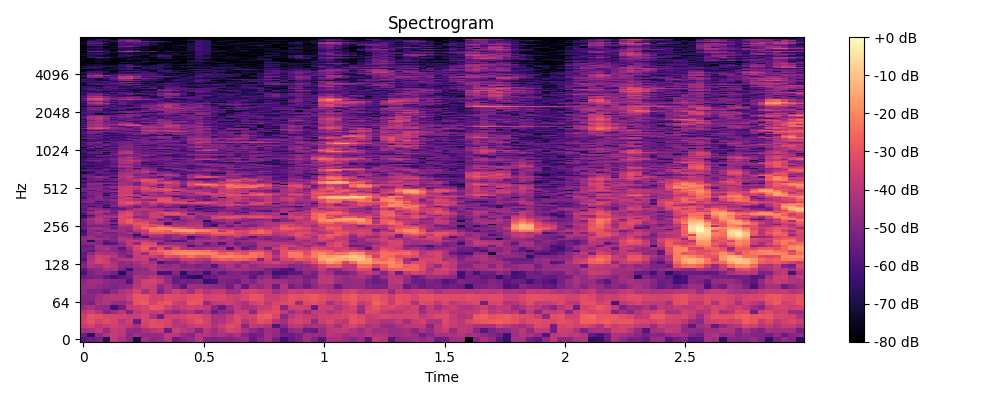 Spectrogram
Hz
4096
2048
1024
512
256
128
64
0
0
0.5
1
1.5
2
2.5
Time
+0 dB
-10 dB
-20 dB
-30 dB
-40 dB
-50 dB
-60 dB
-70 dB
-80 dB